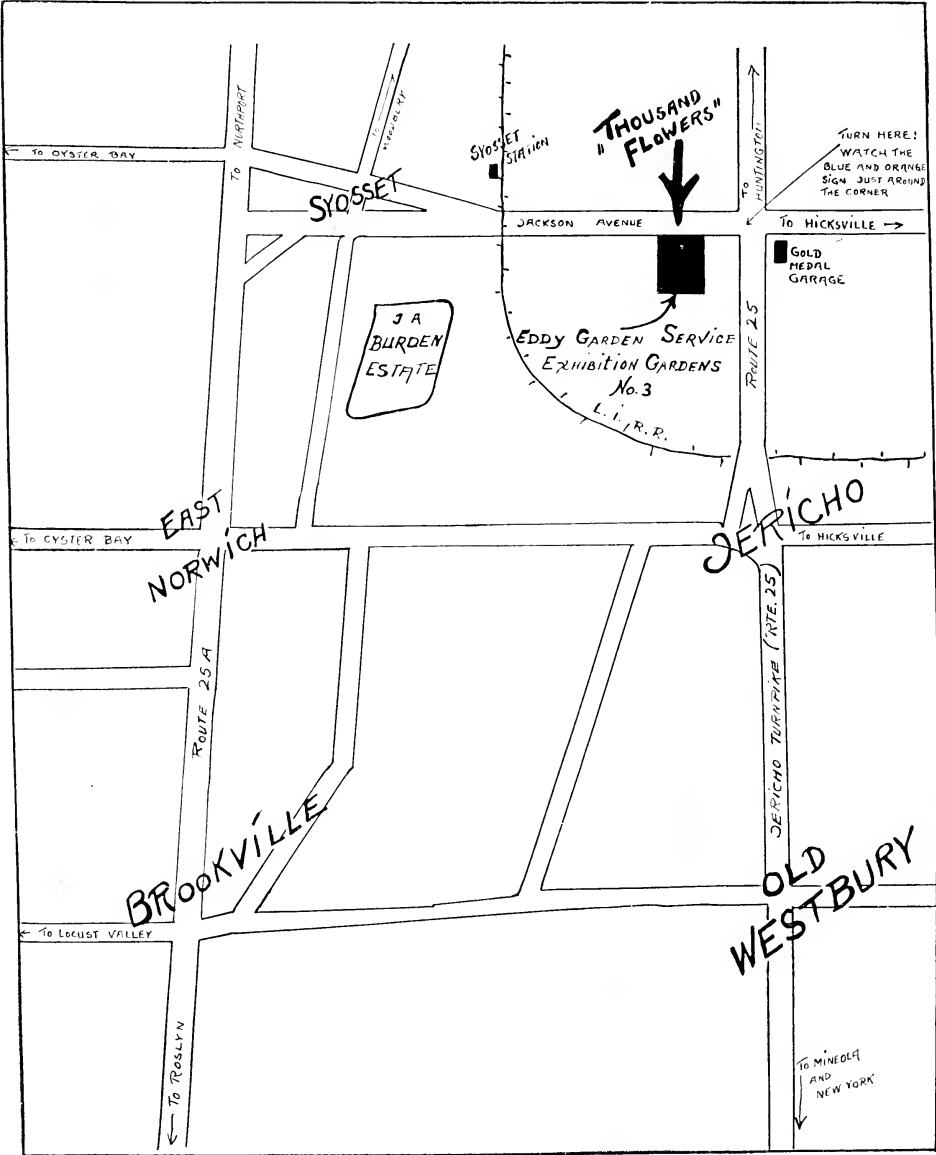 "THOUSAND
FLOWERS"
TO NORTHPORT
TO WOODBURY
SYOSSET
STATION
TO HUNTINGTON
TURN HERE!
WATCH THE
BLUE AND ORANGE
SIGN JUST AROUND
THE CORNER
← TO OYSTER BAY
SYOSSET
JACKSON AVENUE
TO HICKSVILLE →
GOLD
MEDAL
GARAGE
J A
BURDEN
ESTATE
EDDY GARDEN SERVICE
EXHIBITION GARDENS
No. 3
ROUTE 25
L. I. R. R.
EAST
NORWICH
← TO OYSTER BAY
JERICHO
TO HICKSVILLE
ROUTE 25A
JERICHO TURNPIKE (RTE. 25)
BROOKVILLE
OLD
WESTBURY
← TO LOCUST VALLEY
← TO ROSLYN
TO MINEOLA
AND
NEW YORK